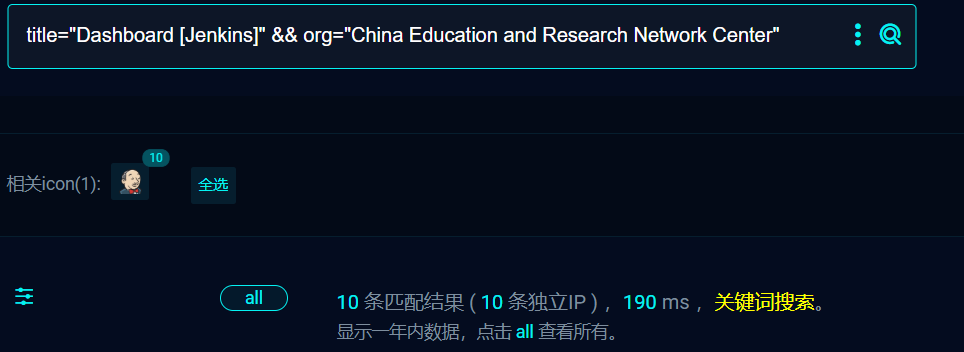 title="Dashboard [Jenkins]" && org="China Education and Research Network Center"
10
相关icon(1): 全选
all 10 条匹配结果 ( 10 条独立IP ) ，190 ms ，关键词搜索。
显示一年内数据，点击 all 查看所有。